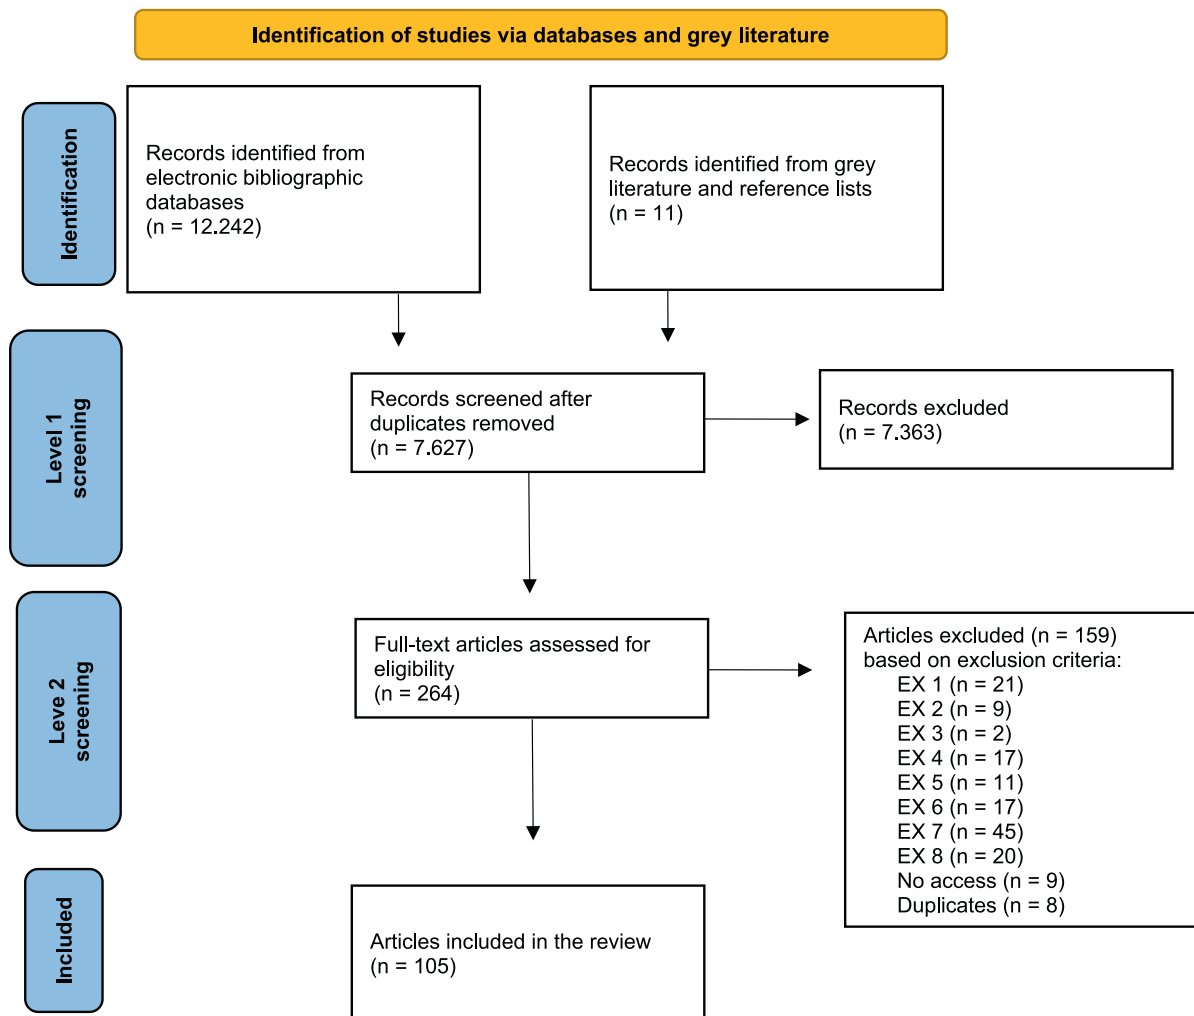 Identification of studies via databases and grey literature
Identification
Records identified from
electronic bibliographic
databases
(n = 12.242)
Records identified from grey
literature and reference lists
(n = 11)
Level 1
screening
Records screened after
duplicates removed
(n = 7.627)
Records excluded
(n = 7.363)
Leve 2
screening
Full-text articles assessed for
eligibility
(n = 264)
Articles excluded (n = 159)
based on exclusion criteria:
EX 1 (n = 21)
EX 2 (n = 9)
EX 3 (n = 2)
EX 4 (n = 17)
EX 5 (n = 11)
EX 6 (n = 17)
EX 7 (n = 45)
EX 8 (n = 20)
No access (n = 9)
Duplicates (n = 8)
Included
Articles included in the review
(n = 105)